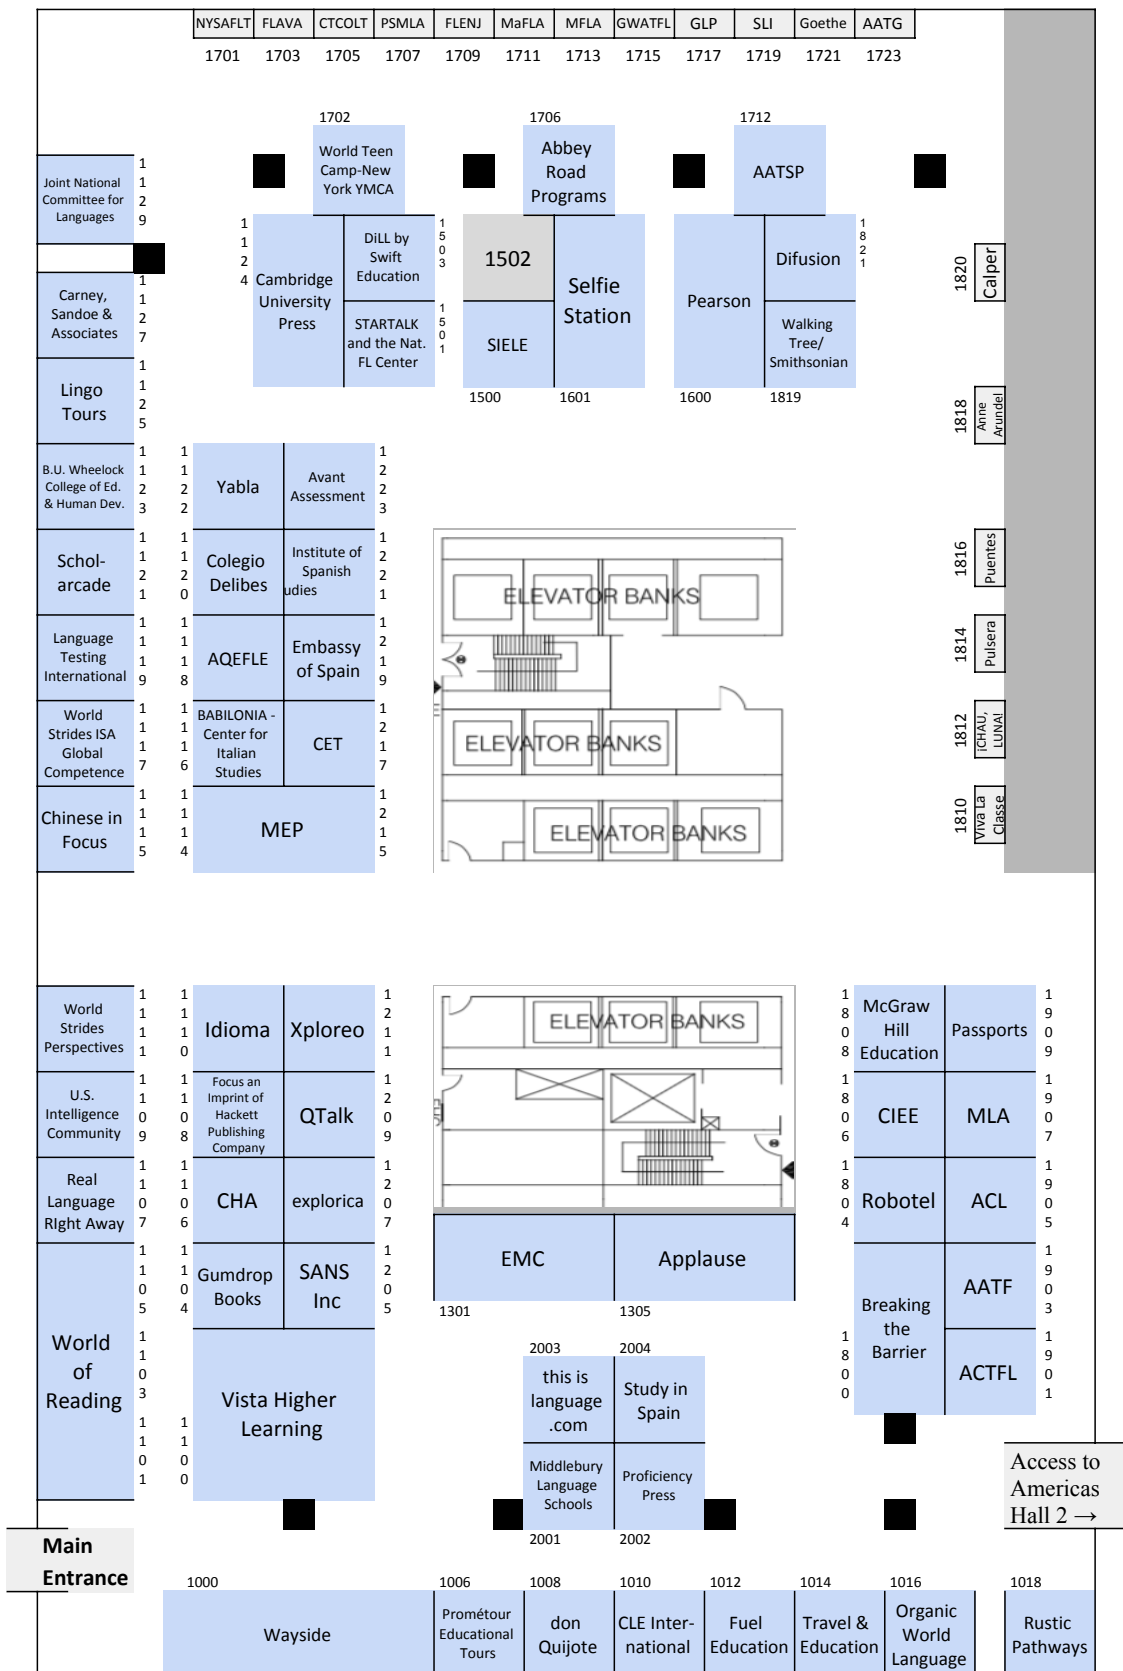 NYSAFLT FLAVA CTCOLT PSMLA FLENJ MaFLA MFLA GWATFL GLP SLI Goethe AATG
1701 1703 1705 1707 1709 1711 1713 1715 1717 1719 1721 1723
1702
World Teen
Camp-New
York YMCA
1706
Abbey
Road
Programs
1712
AATSP
Joint National
Committee for
Languages
1129
1124
Cambridge
University
Press
DiLL by
Swift
Education
1503
STARTALK
and the Nat.
FL Center
1501
1502
SIELE
Selfie
Station
1500
1601
Pearson
Difusion
1821
Walking
Tree/
Smithsonian
1600
1819
1820
Calper
Carney,
Sandoe &
Associates
1127
Lingo
Tours
1125
1818
Anne
Arundel
B.U. Wheelock
College of Ed.
& Human Dev.
1123
1122
Yabla
Avant
Assessment
1223
Schol-
arcade
1121
1120
Colegio
Delibes
Institute of
Spanish
udies
1221
1816
Puentes
ELEVATOR BANKS
Language
Testing
International
1119
1118
AQEFLE
Embassy
of Spain
1219
1814
Pulsera
World
Strides ISA
Global
Competence
1117
1116
BABILONIA -
Center for
Italian
Studies
CET
1217
ELEVATOR BANKS
1812
¡CHAU,
LUNA!
Chinese in
Focus
1115
1114
MEP
1215
ELEVATOR BANKS
1810
Viva La
Classe
World
Strides
Perspectives
1111
1110
Idioma
Xploreo
1211
ELEVATOR BANKS
1808
McGraw
Hill
Education
Passports
1909
U.S.
Intelligence
Community
1109
1108
Focus an
Imprint of
Hackett
Publishing
Company
QTalk
1209
1806
CIEE
MLA
1907
Real
Language
RIght Away
1107
1106
CHA
explorica
1207
1804
Robotel
ACL
1905
World
of
Reading
1105
1103
1101
1104
Gumdrop
Books
SANS
Inc
1205
EMC
Applause
1301
1305
Breaking
the
Barrier
1800
AATF
1903
ACTFL
1901
1100
Vista Higher
Learning
2003
this is
language
.com
2004
Study in
Spain
Middlebury
Language
Schools
2001
Proficiency
Press
2002
Access to
Americas
Hall 2 →
Main
Entrance
1000
Wayside
1006
Prométour
Educational
Tours
1008
don
Quijote
1010
CLE Inter-
national
1012
Fuel
Education
1014
Travel &
Education
1016
Organic
World
Language
1018
Rustic
Pathways